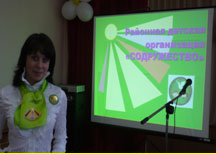 Районная детская
организация
«СОДРУЖЕСТВО»